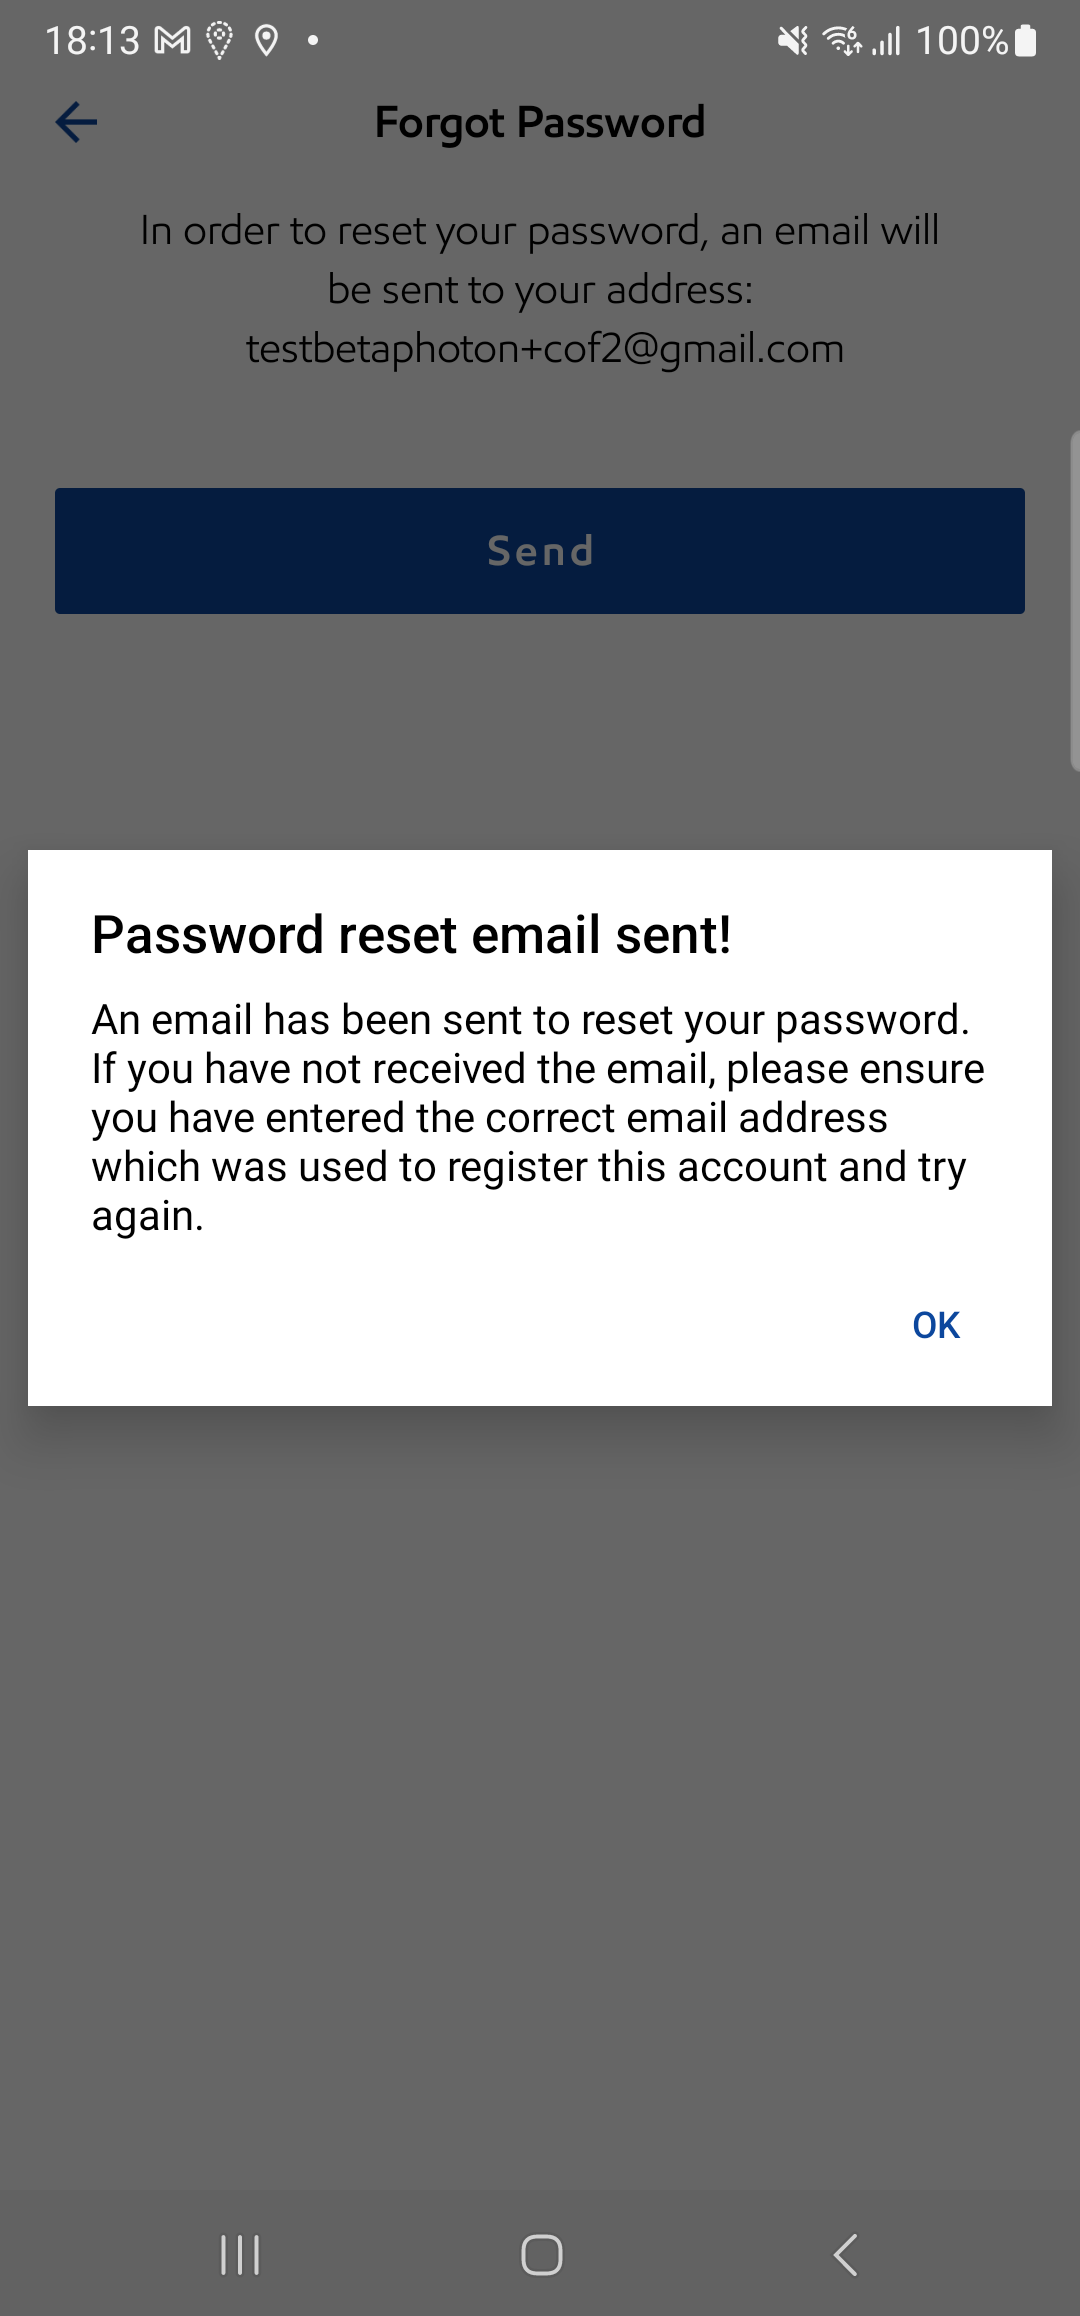 18:13
100%
Forgot Password
In order to reset your password, an email will
be sent to your address:
testbetaphoton+cof2@gmail.com
Send
Password reset email sent!
An email has been sent to reset your password.
If you have not received the email, please ensure
you have entered the correct email address
which was used to register this account and try
again.
OK